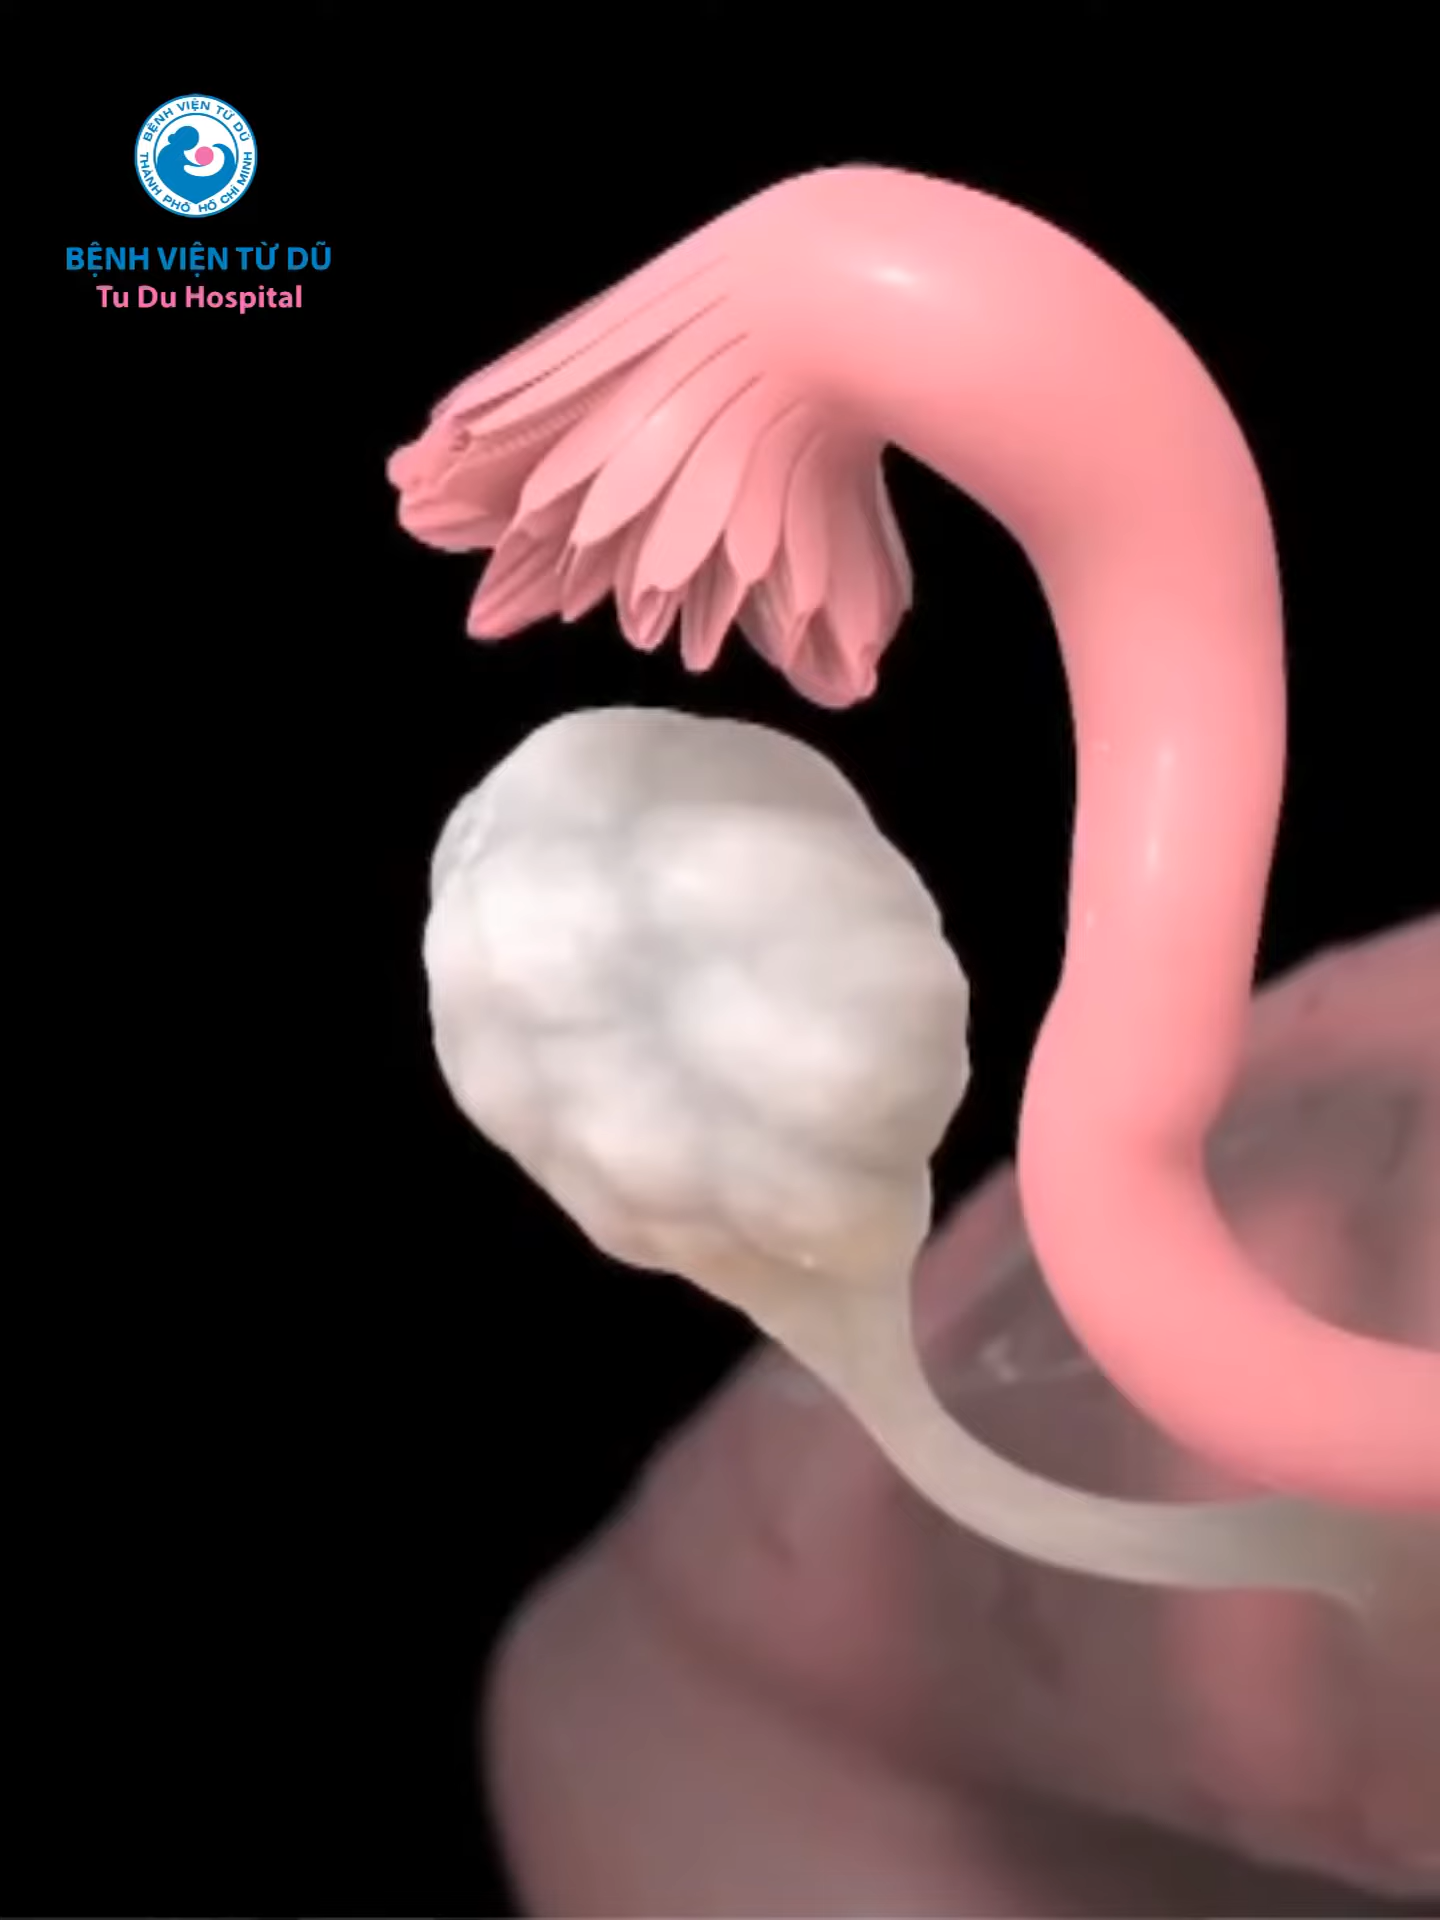 BỆNH VIỆN TỪ DŨ
THÀNH PHỐ HỒ CHÍ MINH
BỆNH VIỆN TỪ DŨ
Tu Du Hospital